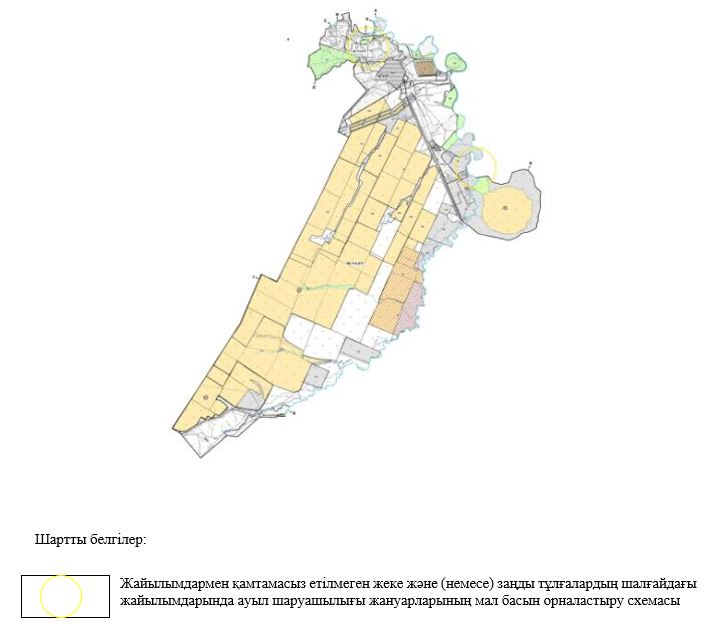 Шартты белгілер:
Жайылымдармен қамтамасыз етілмеген жеке және (немесе) заңды тұлғалардың шалғайдағы
жайылымдарында ауыл шаруашылығы жануарларының мал басын орналастыру схемасы